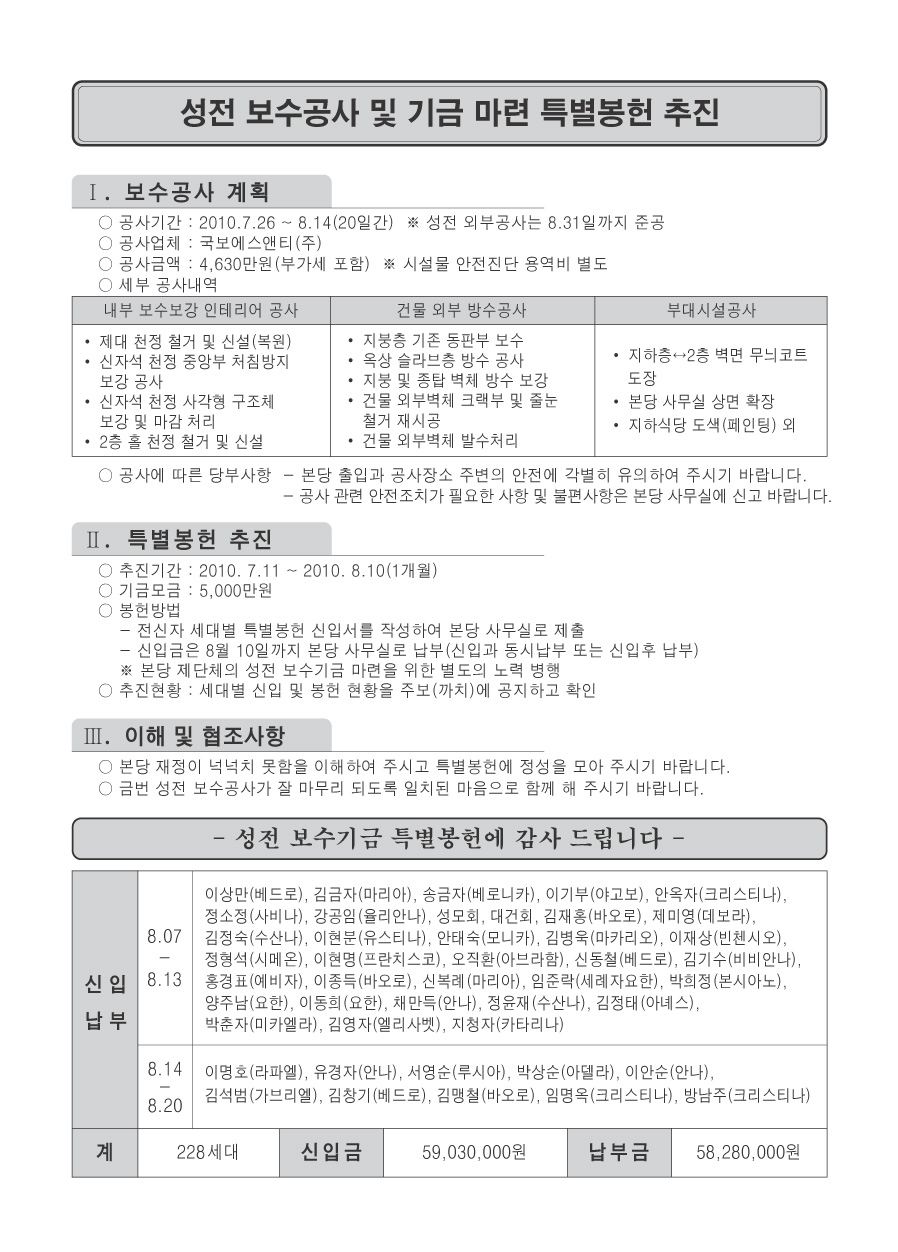 성전 보수공사 및 기금 마련 특별봉헌 추진
Ⅰ. 보수공사 계획
○ 공사기간 : 2010.7.26 ~ 8.14(20일간) ※ 성전 외부공사는 8.31일까지 준공
○ 공사업체 : 국보에스앤티(주)
○ 공사금액 : 4,630만원(부가세 포함) ※ 시설물 안전진단 용역비 별도
○ 세부 공사내역
내부 보수보강 인테리어 공사
• 제대 천정 철거 및 신설(복원)
• 신자석 천정 중앙부 처침방지
보강 공사
• 신자석 천정 사각형 구조체
보강 및 마감 처리
• 2층 홀 천정 철거 및 신설
건물 외부 방수공사
• 지붕층 기존 동판부 보수
• 옥상 슬라브층 방수 공사
• 지붕 및 종탑 벽체 방수 보강
• 건물 외부벽체 크랙부 및 줄눈
철거 재시공
• 건물 외부벽체 발수처리
부대시설공사
• 지하층↔2층 벽면 무늬코트
도장
• 본당 사무실 상면 확장
• 지하식당 도색(페인팅) 외
○ 공사에 따른 당부사항 – 본당 출입과 공사장소 주변의 안전에 각별히 유의하여 주시기 바랍니다.
– 공사 관련 안전조치가 필요한 사항 및 불편사항은 본당 사무실에 신고 바랍니다.
Ⅱ. 특별봉헌 추진
○ 추진기간 : 2010. 7.11 ~ 2010. 8.10(1개월)
○ 기금모금 : 5,000만원
○ 봉헌방법
– 전신자 세대별 특별봉헌 신입서를 작성하여 본당 사무실로 제출
– 신입금은 8월 10일까지 본당 사무실로 납부(신입과 동시납부 또는 신입후 납부)
※ 본당 제단체의 성전 보수기금 마련을 위한 별도의 노력 병행
○ 추진현황 : 세대별 신입 및 봉헌 현황을 주보(까치)에 공지하고 확인
Ⅲ. 이해 및 협조사항
○ 본당 재정이 넉넉치 못함을 이해하여 주시고 특별봉헌에 정성을 모아 주시기 바랍니다.
○ 금번 성전 보수공사가 잘 마무리 되도록 일치된 마음으로 함께 해 주시기 바랍니다.
– 성전 보수기금 특별봉헌에 감사 드립니다 –
신 입
납 부
8.07
–
8.13
이상만(베드로), 김금자(마리아), 송금자(베로니카), 이기부(야고보), 안옥자(크리스티나),
정소정(사비나), 강공임(율리안나), 성모회, 대건회, 김재홍(바오로), 제미영(데보라),
김정숙(수산나), 이현분(유스티나), 안태숙(모니카), 김병욱(마카리오), 이재상(빈첸시오),
정형석(시메온), 이현명(프란치스코), 오직환(아브라함), 신동철(베드로), 김기수(비비안나),
홍경표(예비자), 이종득(바오로), 신복례(마리아), 임준락(세례자요한), 박희정(본시아노),
양주남(요한), 이동희(요한), 채만득(안나), 정윤재(수산나), 김정태(아녜스),
박춘자(미카엘라), 김영자(엘리사벳), 지청자(카타리나)
8.14
–
8.20
이명호(라파엘), 유경자(안나), 서영순(루시아), 박상순(아델라), 이안순(안나),
김석범(가브리엘), 김창기(베드로), 김맹철(바오로), 임명옥(크리스티나), 방남주(크리스티나)
계 228세대 신입금 59,030,000원 납부금 58,280,000원